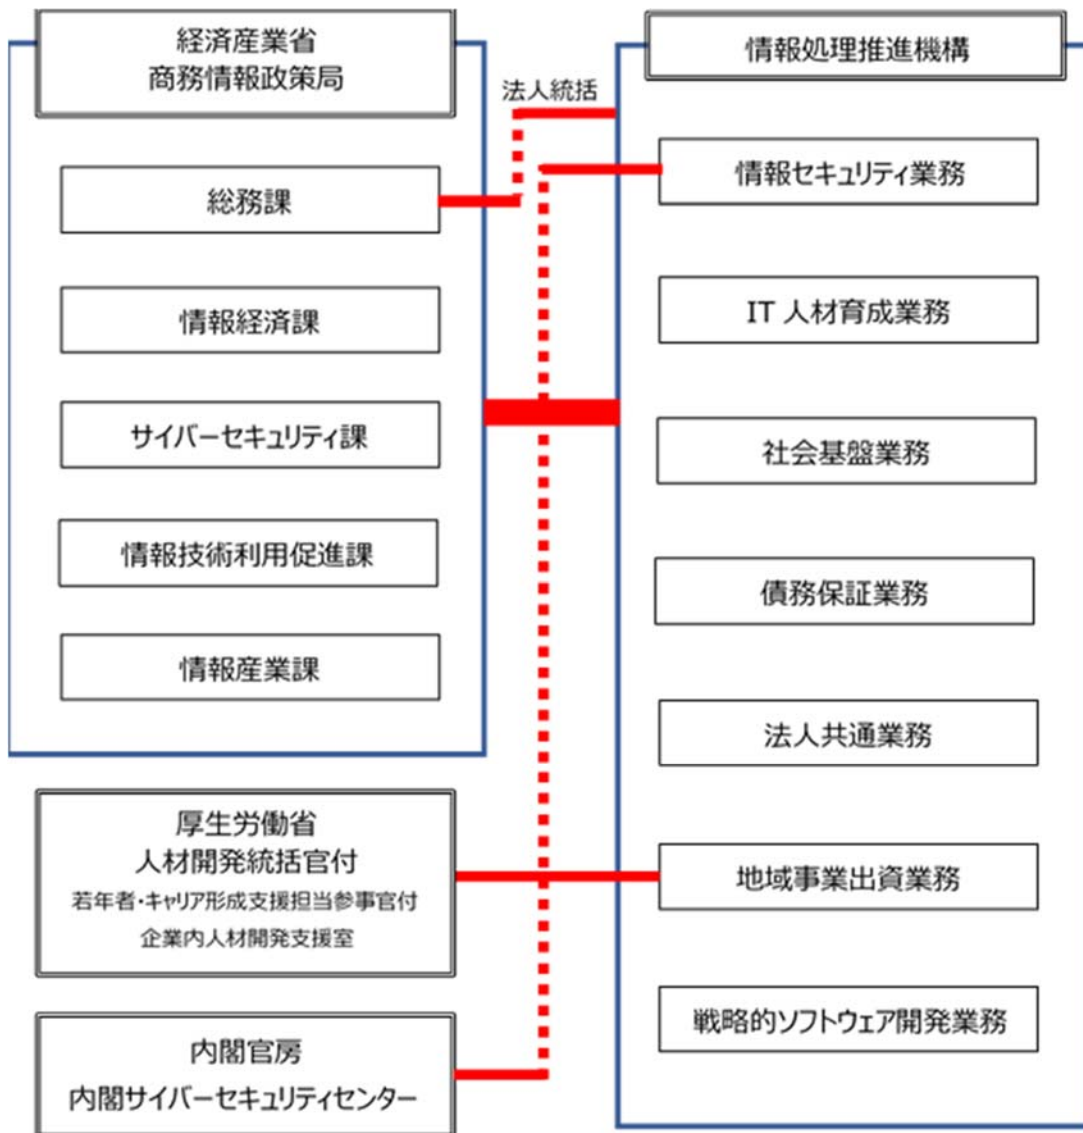 経済産業省
商務情報政策局
総務課
情報経済課
サイバーセキュリティ課
情報技術利用促進課
情報産業課
厚生労働省
人材開発統括官付
若年者・キャリア形成支援担当参事官付
企業内人材開発支援室
内閣官房
内閣サイバーセキュリティセンター
法人統括
情報処理推進機構
情報セキュリティ業務
IT 人材育成業務
社会基盤業務
債務保証業務
法人共通業務
地域事業出資業務
戦略的ソフトウェア開発業務